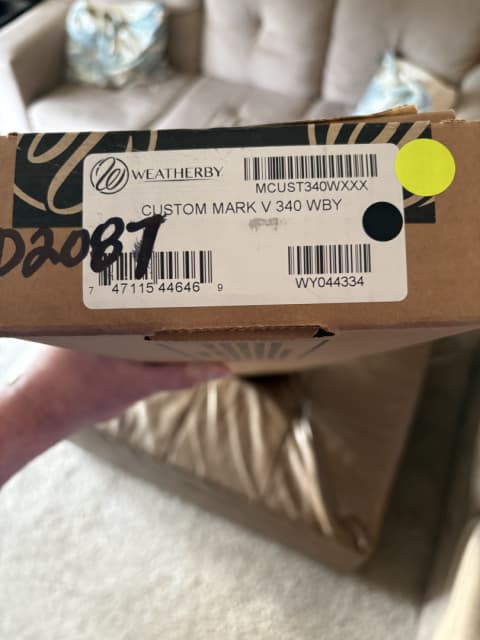 WEATHERBY
MCUST340WXXX
CUSTOM MARK V 340 WBY
D2087
7 47115 44646 9
WY044334